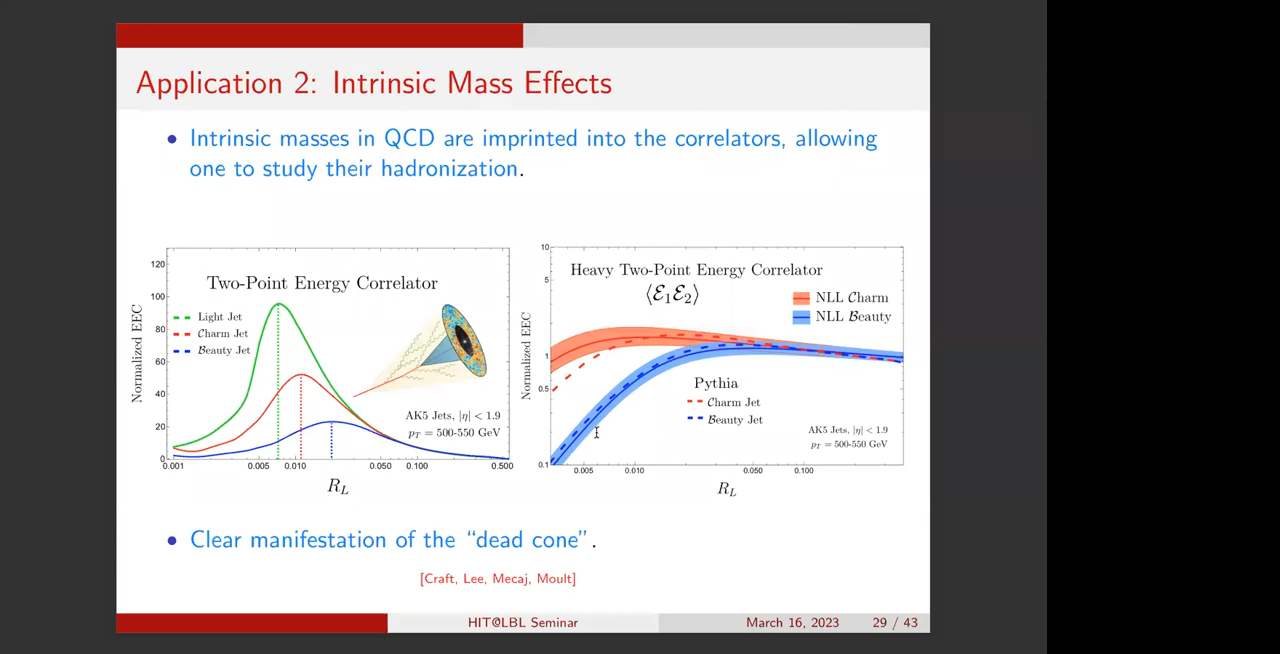 Application 2: Intrinsic Mass Effects
• Intrinsic masses in QCD are imprinted into the correlators, allowing
one to study their hadronization.
Two-Point Energy Correlator
Normalized EEC
120
100
80
60
40
20
0
Light Jet
Charm Jet
Beauty Jet
AK5 Jets, |η| < 1.9
p_T = 500-550 GeV
0.001 0.005 0.010 0.050 0.100 0.500
R_L
Heavy Two-Point Energy Correlator
⟨ℰ₁ℰ₂⟩
Normalized EEC
10
5
1
0.5
0.1
NLL Charm
NLL Beauty
Pythia
Charm Jet
Beauty Jet
AK5 Jets, |η| < 1.9
p_T = 500-550 GeV
0.005 0.010 0.050 0.100
R_L
• Clear manifestation of the “dead cone”.
[Craft, Lee, Mecaj, Moult]
HIT@LBL Seminar March 16, 2023 29 / 43